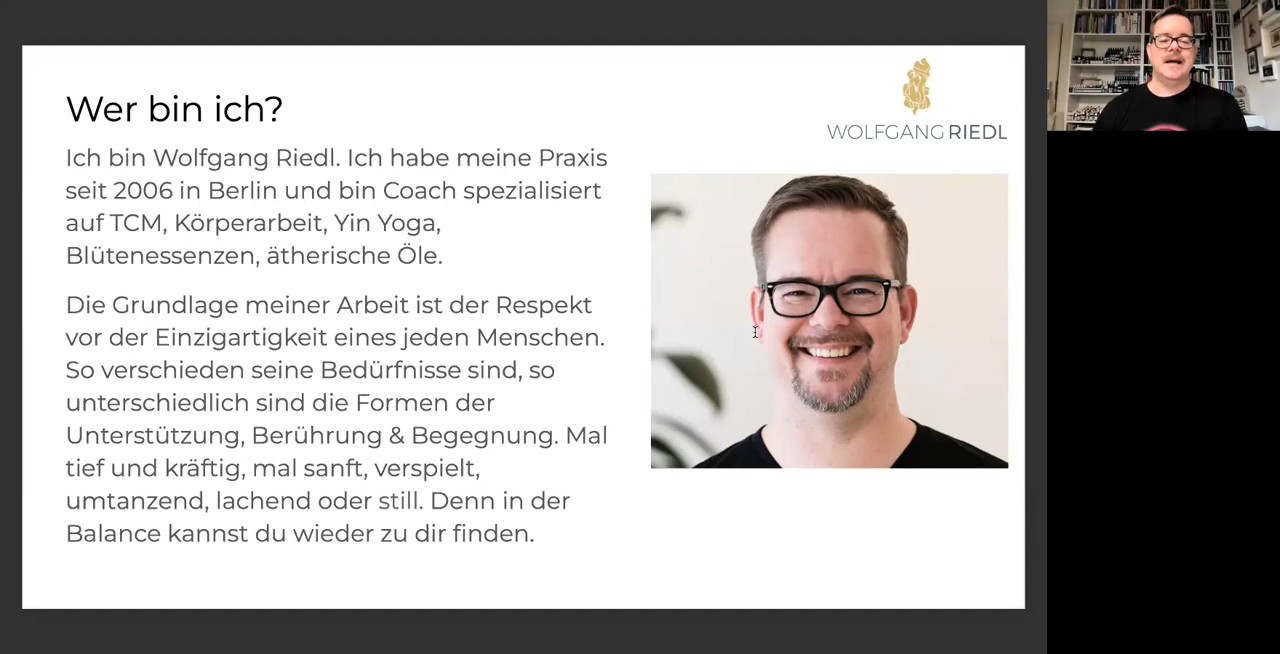 Wer bin ich?
WOLFGANG RIEDL
Ich bin Wolfgang Riedl. Ich habe meine Praxis
seit 2006 in Berlin und bin Coach spezialisiert
auf TCM, Körperarbeit, Yin Yoga,
Blütenessenzen, ätherische Öle.
Die Grundlage meiner Arbeit ist der Respekt
vor der Einzigartigkeit eines jeden Menschen.
So verschieden seine Bedürfnisse sind, so
unterschiedlich sind die Formen der
Unterstützung, Berührung & Begegnung. Mal
tief und kräftig, mal sanft, verspielt,
umtanzend, lachend oder still. Denn in der
Balance kannst du wieder zu dir finden.